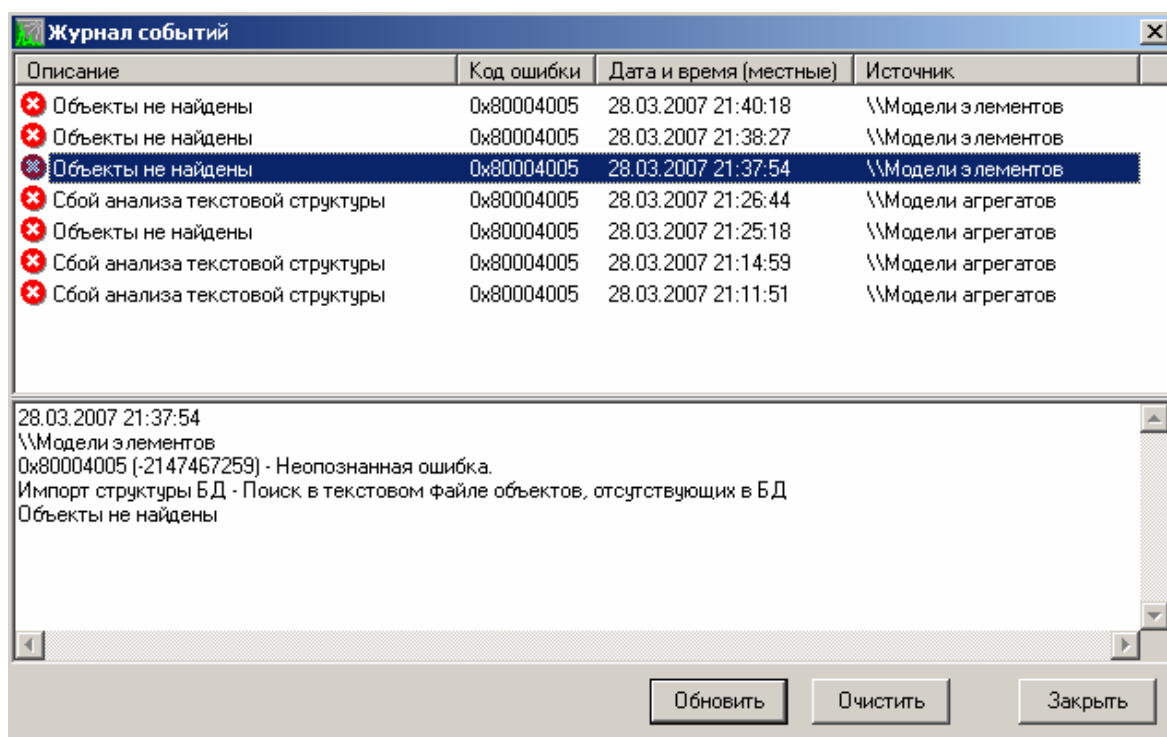 Журнал событий
Описание Код ошибки Дата и время (местные) Источник
Объекты не найдены 0x80004005 28.03.2007 21:40:18 \\Модели элементов
Объекты не найдены 0x80004005 28.03.2007 21:38:27 \\Модели элементов
Объекты не найдены 0x80004005 28.03.2007 21:37:54 \\Модели элементов
Сбой анализа текстовой структуры 0x80004005 28.03.2007 21:26:44 \\Модели агрегатов
Объекты не найдены 0x80004005 28.03.2007 21:25:18 \\Модели агрегатов
Сбой анализа текстовой структуры 0x80004005 28.03.2007 21:14:59 \\Модели агрегатов
Сбой анализа текстовой структуры 0x80004005 28.03.2007 21:11:51 \\Модели агрегатов
28.03.2007 21:37:54
\\Модели элементов
0x80004005 (-2147467259) - Неопознанная ошибка.
Импорт структуры БД - Поиск в текстовом файле объектов, отсутствующих в БД
Объекты не найдены
Обновить Очистить Закрыть